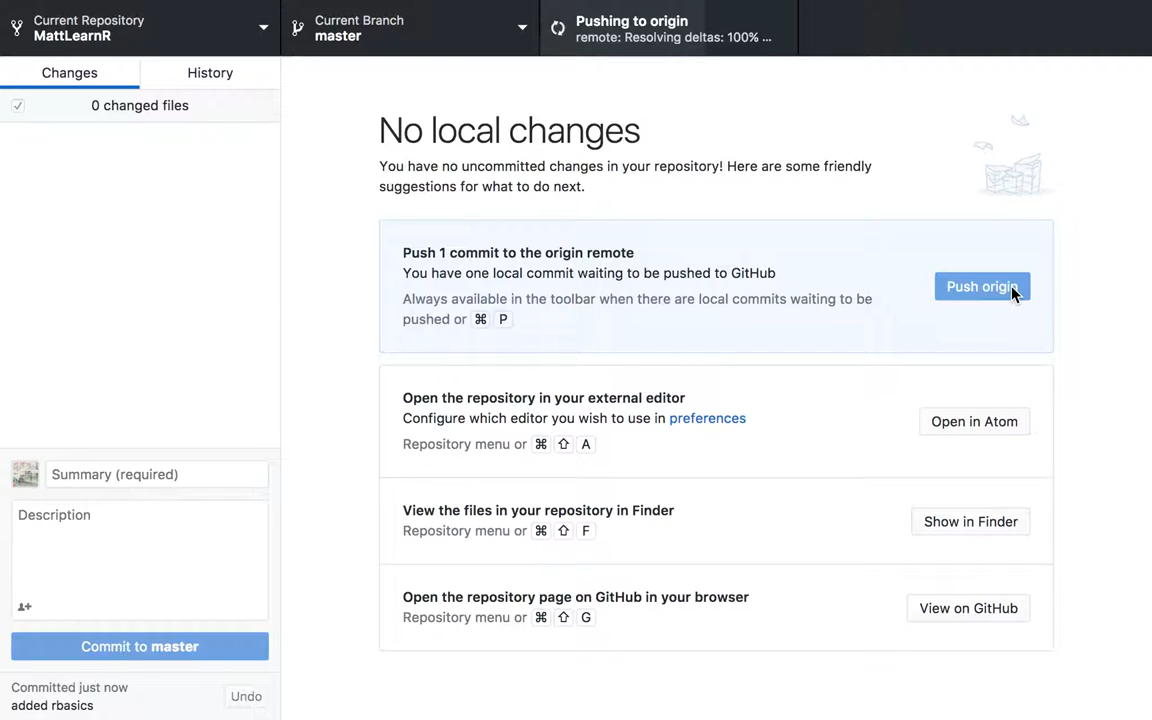 Current Repository
MattLearnR
Current Branch
master
Pushing to origin
remote: Resolving deltas: 100% ...
Changes
History
0 changed files
No local changes
You have no uncommitted changes in your repository! Here are some friendly
suggestions for what to do next.
Push 1 commit to the origin remote
You have one local commit waiting to be pushed to GitHub
Always available in the toolbar when there are local commits waiting to be
pushed or ⌘ P
Push origin
Open the repository in your external editor
Configure which editor you wish to use in preferences
Repository menu or ⌘ ⇧ A
Open in Atom
View the files in your repository in Finder
Repository menu or ⌘ ⇧ F
Show in Finder
Open the repository page on GitHub in your browser
Repository menu or ⌘ ⇧ G
View on GitHub
Summary (required)
Description
Commit to master
Committed just now
added rbasics
Undo